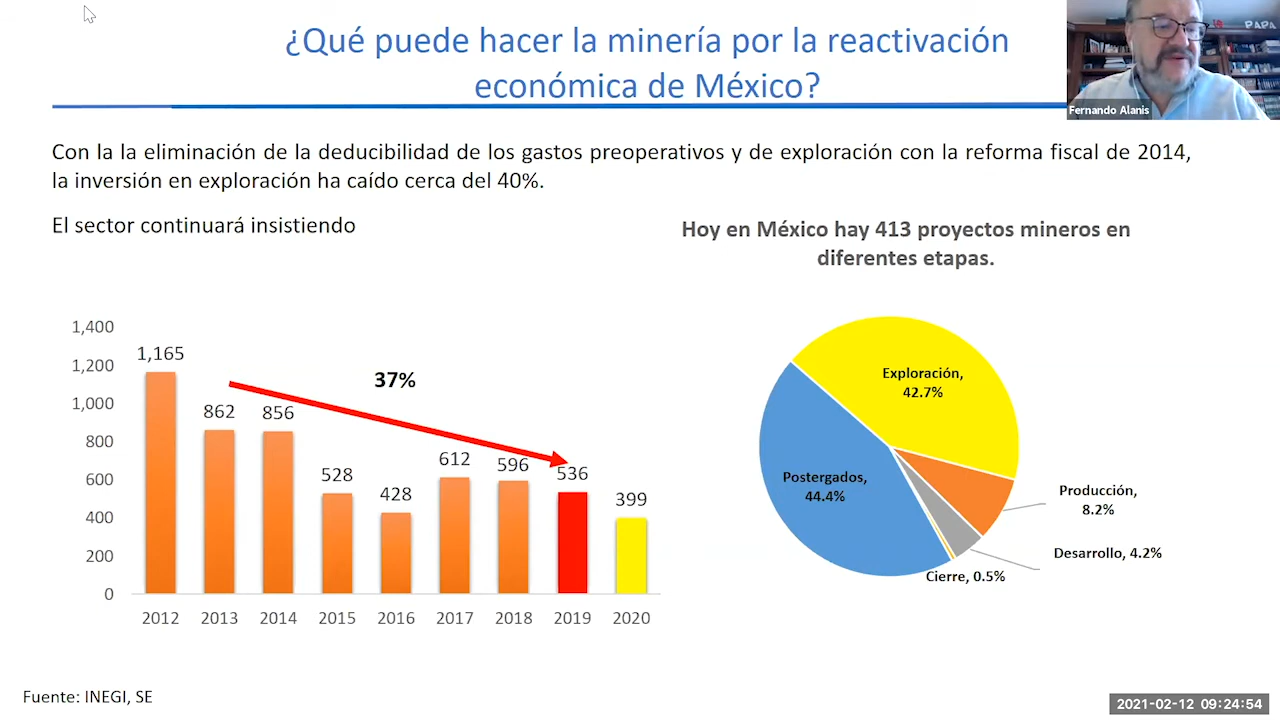 ¿Qué puede hacer la minería por la reactivación
económica de México?
PAPA
Fernando Alanis
Con la la eliminación de la deducibilidad de los gastos preoperativos y de exploración con la reforma fiscal de 2014,
la inversión en exploración ha caído cerca del 40%.
El sector continuará insistiendo
Hoy en México hay 413 proyectos mineros en
diferentes etapas.
1,400
1,200
1,000
800
600
400
200
0
1,165
862
856
528
428
612
596
536
399
37%
2012
2013
2014
2015
2016
2017
2018
2019
2020
Exploración,
42.7%
Postergados,
44.4%
Producción,
8.2%
Desarrollo, 4.2%
Cierre, 0.5%
Fuente: INEGI, SE
2021-02-12 09:24:54